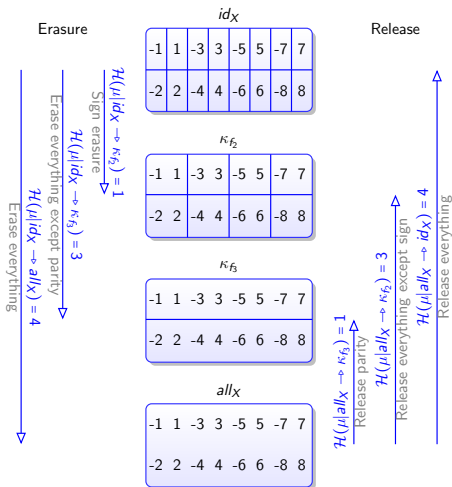 Erasure
id_X
Release
-1 1 -3 3 -5 5 -7 7
-2 2 -4 4 -6 6 -8 8
κ_{f_2}
-1 1 -3 3 -5 5 -7 7
-2 2 -4 4 -6 6 -8 8
κ_{f_3}
-1 1 -3 3 -5 5 -7 7
-2 2 -4 4 -6 6 -8 8
all_X
-1 1 -3 3 -5 5 -7 7
-2 2 -4 4 -6 6 -8 8
H(μ|id_X → all_X) = 4
Erase everything
H(μ|id_X → κ_{f_3}) = 3
Erase everything except parity
H(μ|id_X → κ_{f_2}) = 1
Sign erasure
H(μ|all_X → κ_{f_3}) = 1
Release parity
H(μ|all_X → κ_{f_2}) = 3
Release everything except sign
H(μ|all_X → id_X) = 4
Release everything